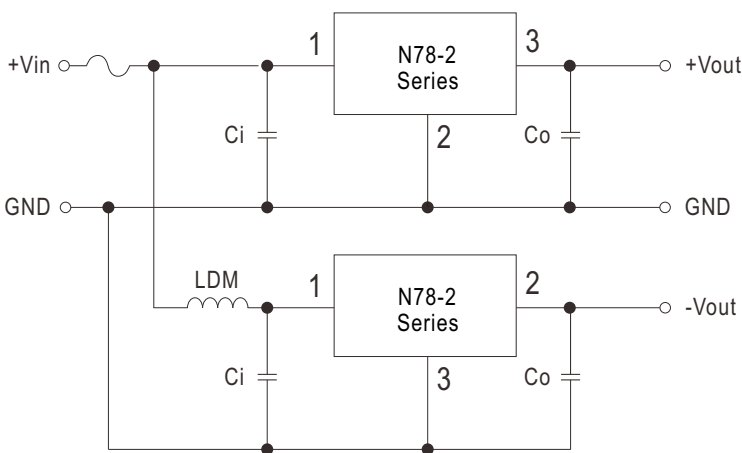 1
N78-2
Series
3
+Vin
+Vout
Ci
2
Co
GND
GND
LDM
1
N78-2
Series
2
-Vout
Ci
3
Co